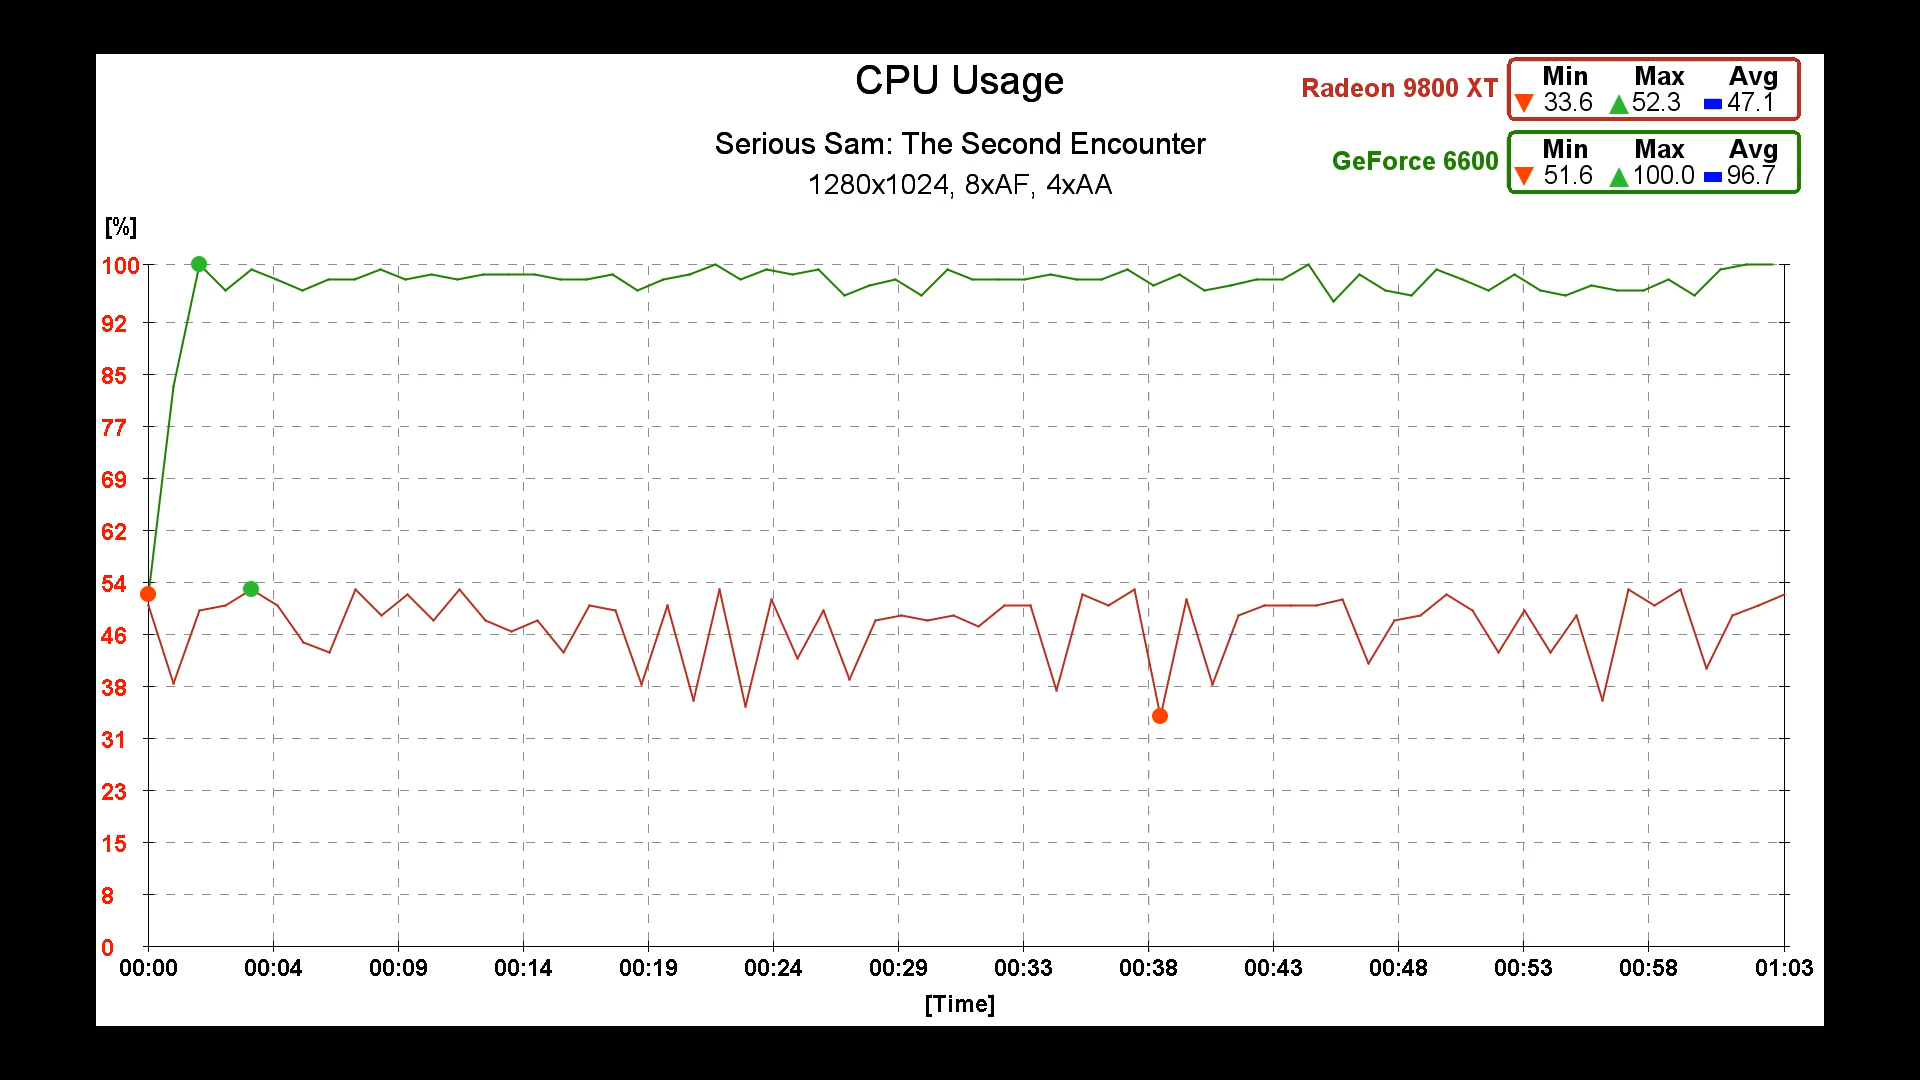 CPU Usage
Serious Sam: The Second Encounter
1280x1024, 8xAF, 4xAA
Radeon 9800 XT
Min Max Avg
33.6 52.3 47.1
GeForce 6600
Min Max Avg
51.6 100.0 96.7
[%]
100
92
85
77
69
62
54
46
38
31
23
15
8
0
00:00 00:04 00:09 00:14 00:19 00:24 00:29 00:33 00:38 00:43 00:48 00:53 00:58 01:03
[Time]